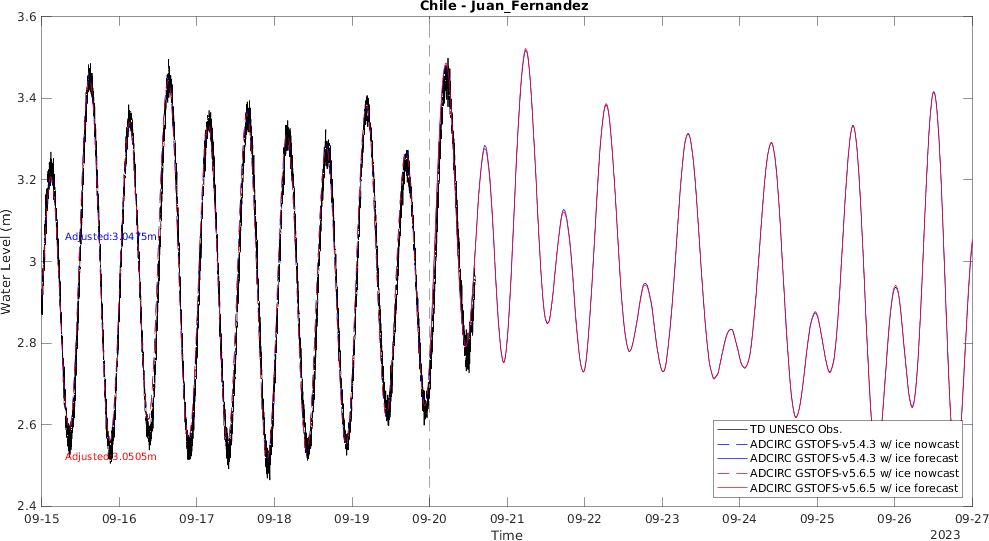 Chile - Juan_Fernandez
3.6
3.4
3.2
3
2.8
2.6
2.4
Water Level (m)
Adjusted:3.0475m
Adjusted:3.0505m
TD UNESCO Obs.
ADCIRC GSTOFS-v5.4.3 w/ ice nowcast
ADCIRC GSTOFS-v5.4.3 w/ ice forecast
ADCIRC GSTOFS-v5.6.5 w/ ice nowcast
ADCIRC GSTOFS-v5.6.5 w/ ice forecast
09-15 09-16 09-17 09-18 09-19 09-20 09-21 09-22 09-23 09-24 09-25 09-26 09-27
Time
2023